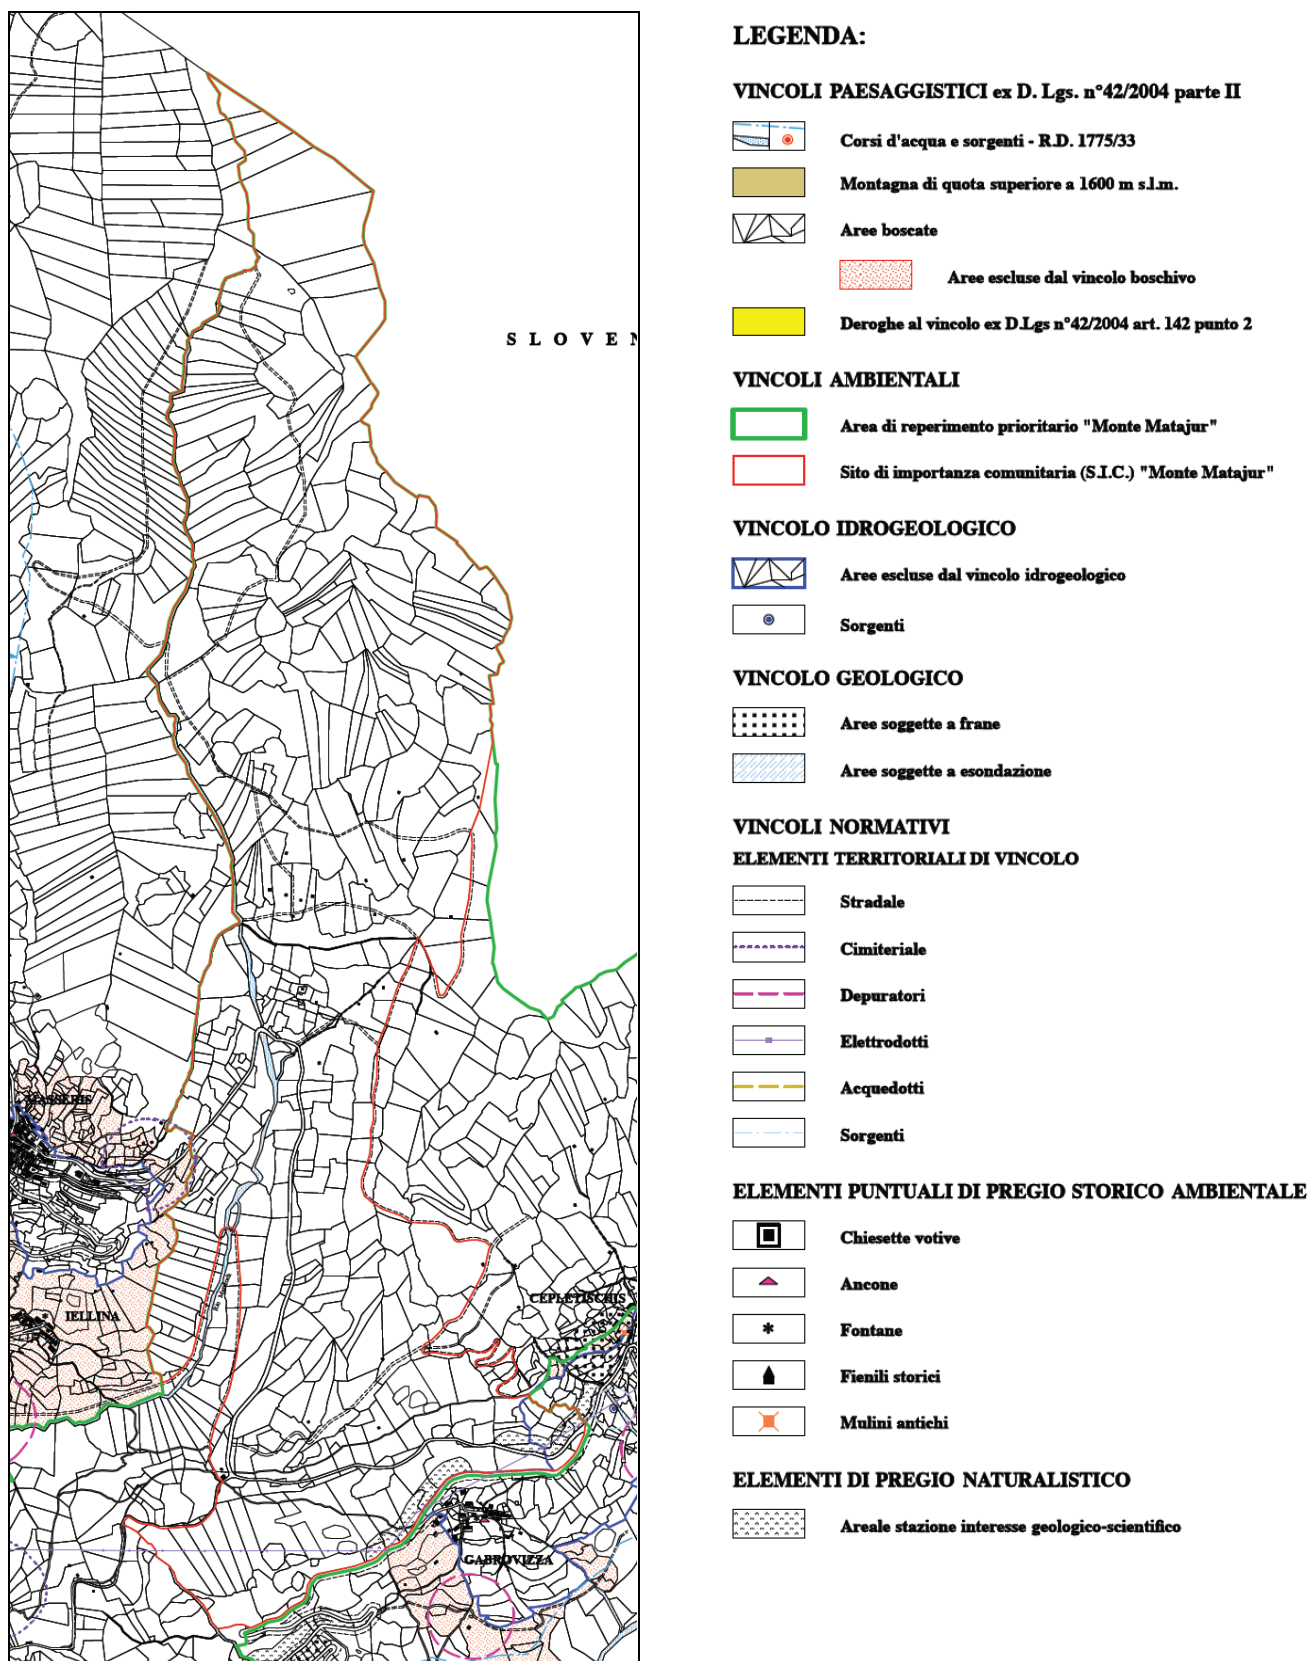 S L O V E N
MASSERIS
IELLINA
CEPLETISCHIS
GABROVIZZA
LEGENDA:
VINCOLI PAESAGGISTICI ex D. Lgs. n°42/2004 parte II
Corsi d'acqua e sorgenti - R.D. 1775/33
Montagna di quota superiore a 1600 m s.l.m.
Aree boscate
Aree escluse dal vincolo boschivo
Deroghe al vincolo ex D.Lgs n°42/2004 art. 142 punto 2
VINCOLI AMBIENTALI
Area di reperimento prioritario "Monte Matajur"
Sito di importanza comunitaria (S.I.C.) "Monte Matajur"
VINCOLO IDROGEOLOGICO
Aree escluse dal vincolo idrogeologico
Sorgenti
VINCOLO GEOLOGICO
Aree soggette a frane
Aree soggette a esondazione
VINCOLI NORMATIVI
ELEMENTI TERRITORIALI DI VINCOLO
Stradale
Cimiteriale
Depuratori
Elettrodotti
Acquedotti
Sorgenti
ELEMENTI PUNTUALI DI PREGIO STORICO AMBIENTALE
Chiesette votive
Ancone
Fontane
Fienili storici
Mulini antichi
ELEMENTI DI PREGIO NATURALISTICO
Areale stazione interesse geologico-scientifico